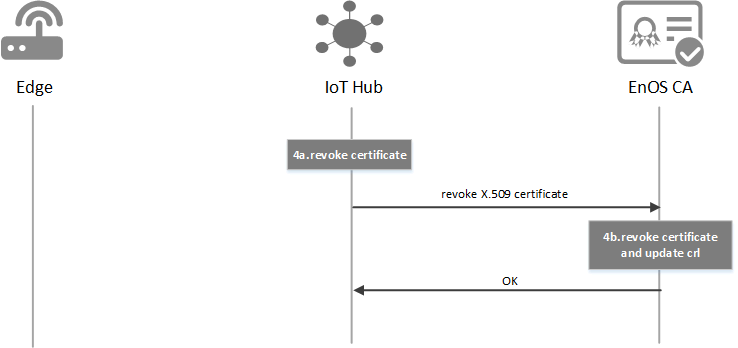 Edge
IoT Hub
EnOS CA
4a.revoke certificate
revoke X.509 certificate
4b.revoke certificate
and update crl
OK